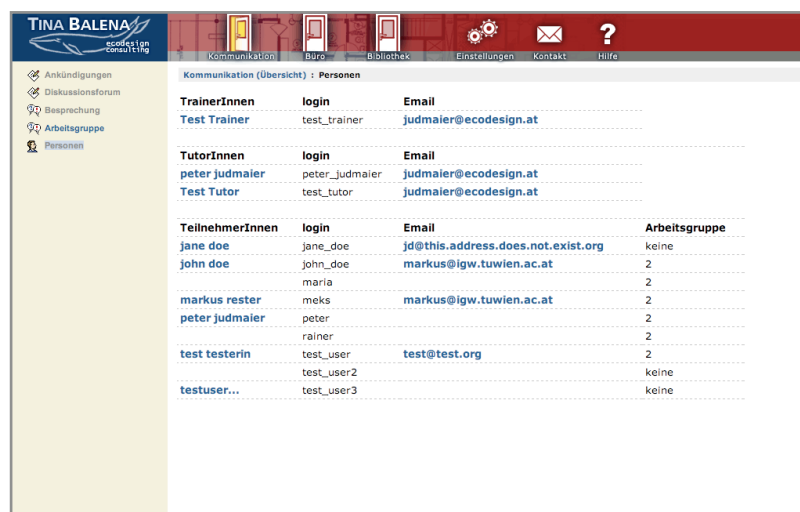 TINA BALENA
ecodesign
consulting
Kommunikation Büro Bibliothek Einstellungen Kontakt Hilfe
Ankündigungen
Diskussionsforum
Besprechung
Arbeitsgruppe
Personen
Kommunikation (Übersicht) : Personen
TrainerInnen login Email
Test Trainer test_trainer judmaier@ecodesign.at
TutorInnen login Email
peter judmaier peter_judmaier judmaier@ecodesign.at
Test Tutor test_tutor judmaier@ecodesign.at
TeilnehmerInnen login Email Arbeitsgruppe
jane doe jane_doe jd@this.address.does.not.exist.org keine
john doe john_doe markus@igw.tuwien.ac.at 2
maria 2
markus rester meks markus@igw.tuwien.ac.at 2
peter judmaier peter 2
rainer 2
test testerin test_user test@test.org 2
test_user2 keine
testuser... test_user3 keine